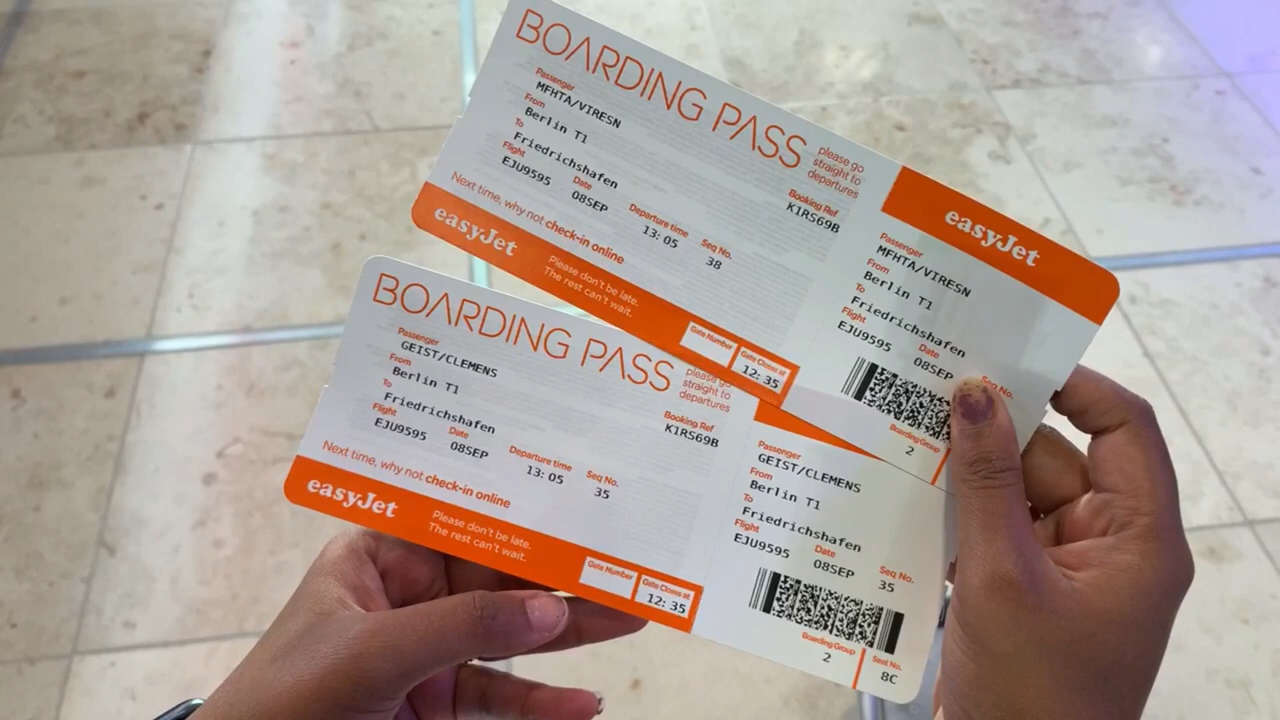 BOARDING PASS
please go
straight to
departures
Passenger
MFHTA/VIRESN
From
Berlin T1
To
Friedrichshafen
Flight
EJU9595
Date
08SEP
Departure time
13:05
Seq No.
38
Booking Ref
K1RS69B
Next time, why not check-in online
easyJet
Please don't be late.
The rest can't wait.
Gate Number
Gate Closes at
12:35
easyJet
Passenger
MFHTA/VIRESN
From
Berlin T1
To
Friedrichshafen
Flight
EJU9595
Date
08SEP
Seq No.
Boarding Group
2
BOARDING PASS
please go
straight to
departures
Passenger
GEIST/CLEMENS
From
Berlin T1
To
Friedrichshafen
Flight
EJU9595
Date
08SEP
Departure time
13:05
Seq No.
35
Booking Ref
K1RS69B
Next time, why not check-in online
easyJet
Please don't be late.
The rest can't wait.
Gate Number
Gate Closes at
12:35
Passenger
GEIST/CLEMENS
From
Berlin T1
To
Friedrichshafen
Flight
EJU9595
Date
08SEP
Seq No.
35
Boarding Group
2
Seat No.
8C